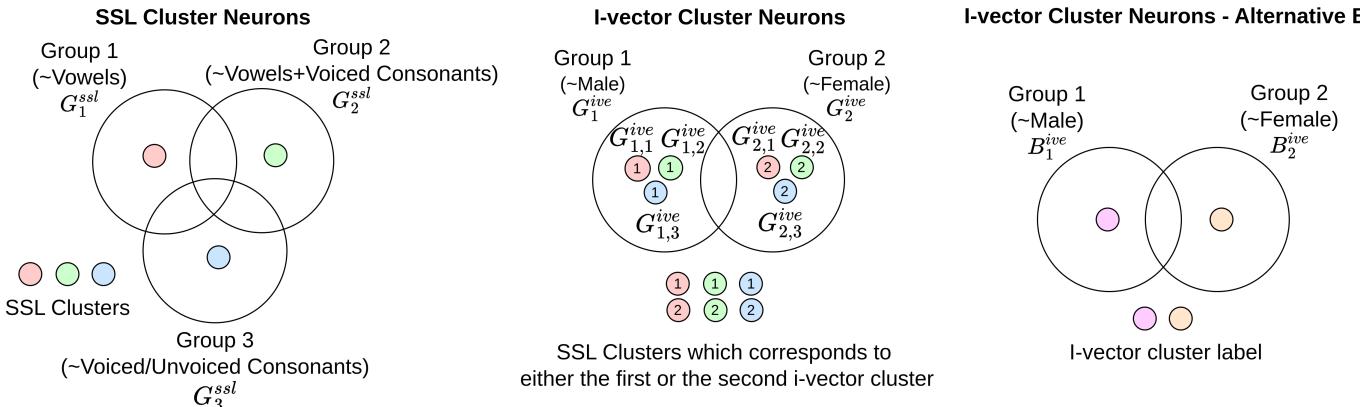 SSL Cluster Neurons
Group 1
(~Vowels)
G_1^{ssl}
Group 2
(~Vowels+Voiced Consonants)
G_2^{ssl}
SSL Clusters
Group 3
(~Voiced/Unvoiced Consonants)
G_3^{ssl}
I-vector Cluster Neurons
Group 1
(~Male)
G_1^{ive}
Group 2
(~Female)
G_2^{ive}
G_{1,1}^{ive} G_{1,2}^{ive}
1 1
1
G_{1,3}^{ive}
G_{2,1}^{ive} G_{2,2}^{ive}
2 2
2
G_{2,3}^{ive}
1 1 1
2 2 2
SSL Clusters which corresponds to
either the first or the second i-vector cluster
I-vector Cluster Neurons - Alternative
Group 1
(~Male)
B_1^{ive}
Group 2
(~Female)
B_2^{ive}
I-vector cluster label